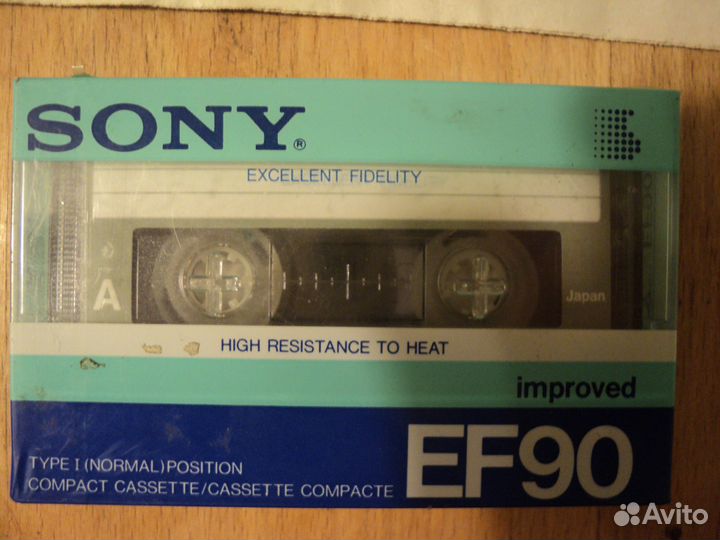 SONY®
EXCELLENT FIDELITY
A
Japan
HIGH RESISTANCE TO HEAT
improved
EF90
TYPE I (NORMAL) POSITION
COMPACT CASSETTE/CASSETTE COMPACTE
Avito